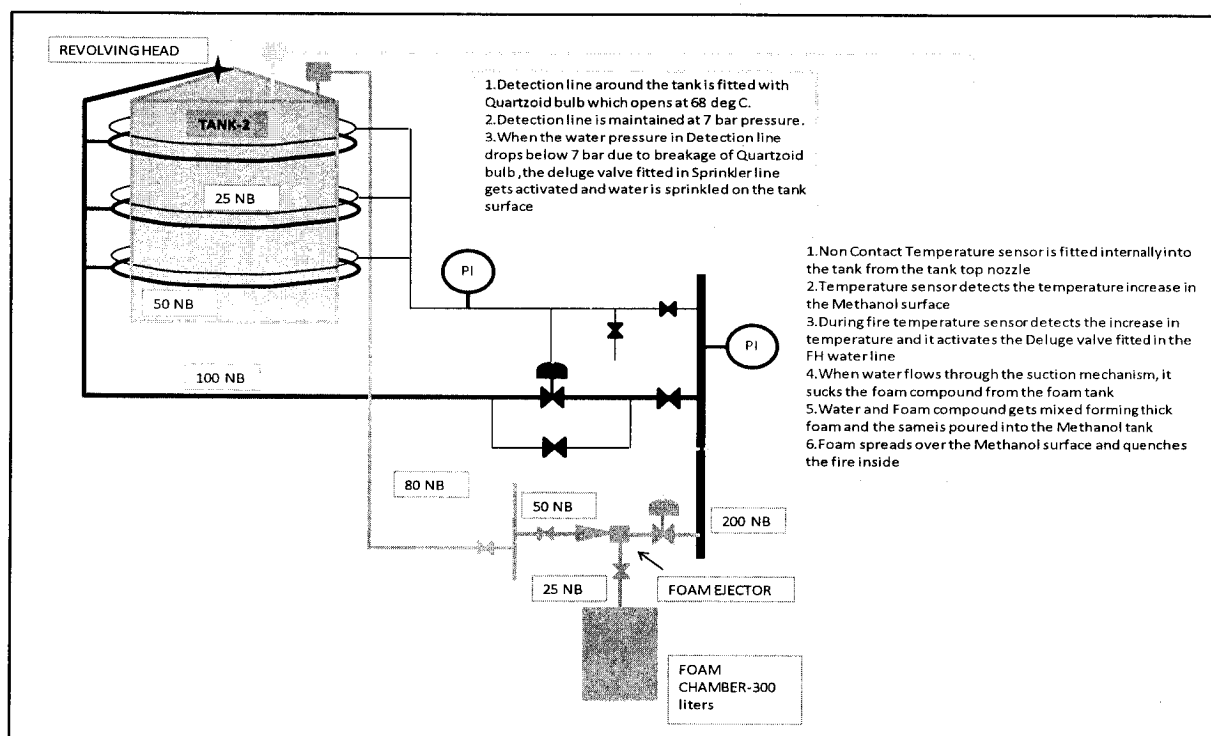 REVOLVING HEAD
TANK-2
25 NB
50 NB
1.Detection line around the tank is fitted with
Quartzoid bulb which opens at 68 deg C.
2.Detection line is maintained at 7 bar pressure.
3.When the water pressure in Detection line
drops below 7 bar due to breakage of Quartzoid
bulb ,the deluge valve fitted in Sprinkler line
gets activated and water is sprinkled on the tank
surface
PI
PI
1.Non Contact Temperature sensor is fitted internally into
the tank from the tank top nozzle
2.Temperature sensor detects the temperature increase in
the Methanol surface
3.During fire temperature sensor detects the increase in
temperature and it activates the Deluge valve fitted in the
FH water line
4.When water flows through the suction mechanism, it
sucks the foam compound from the foam tank
5.Water and Foam compound gets mixed forming thick
foam and the sameis poured into the Methanol tank
6.Foam spreads over the Methanol surface and quenches
the fire inside
100 NB
80 NB
50 NB
200 NB
25 NB
FOAM EJECTOR
FOAM
CHAMBER-300
liters